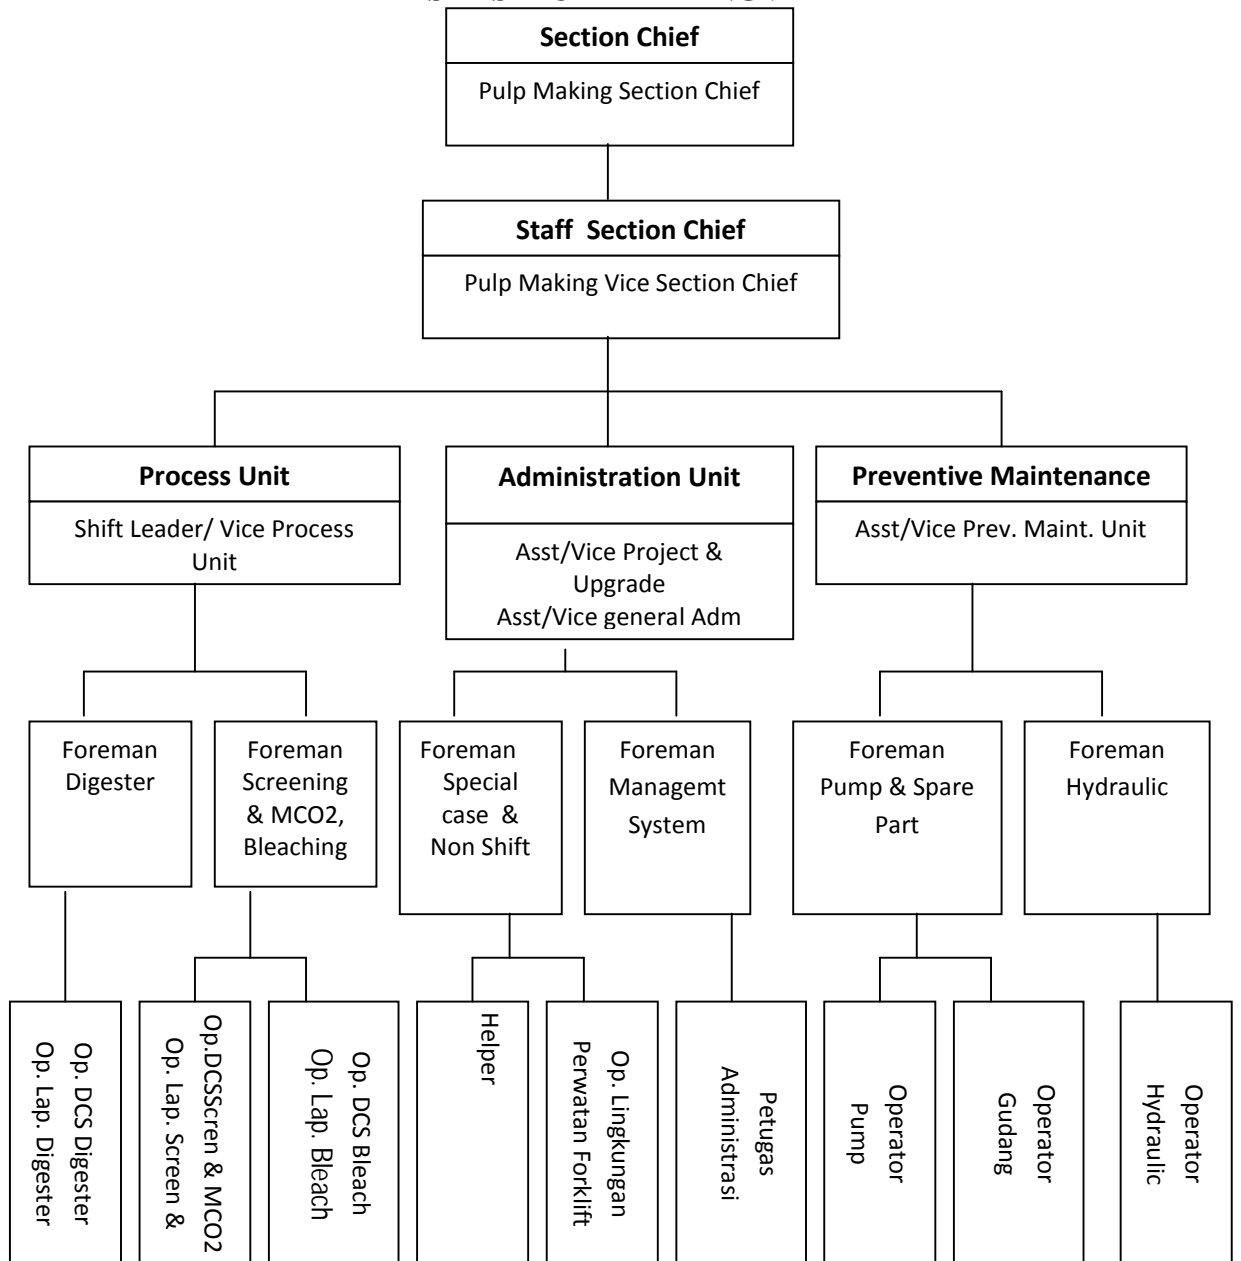 Section Chief
Pulp Making Section Chief
Staff Section Chief
Pulp Making Vice Section Chief
Process Unit
Shift Leader/ Vice Process
Unit
Administration Unit
Asst/Vice Project &
Upgrade
Asst/Vice general Adm
Preventive Maintenance
Asst/Vice Prev. Maint. Unit
Foreman
Digester
Foreman
Screening
& MCO2,
Bleaching
Foreman
Special
case &
Non Shift
Foreman
Managemt
System
Foreman
Pump & Spare
Part
Foreman
Hydraulic
Op. DCS Digester
Op. Lap. Digester
Op.DCSScren & MCO2
Op. Lap. Screen &
Op. DCS Bleach
Op. Lap. Bleach
Helper
Op. Lingkungan
Perwatan Forklift
Petugas
Administrasi
Operator
Pump
Operator
Gudang
Operator
Hydraulic